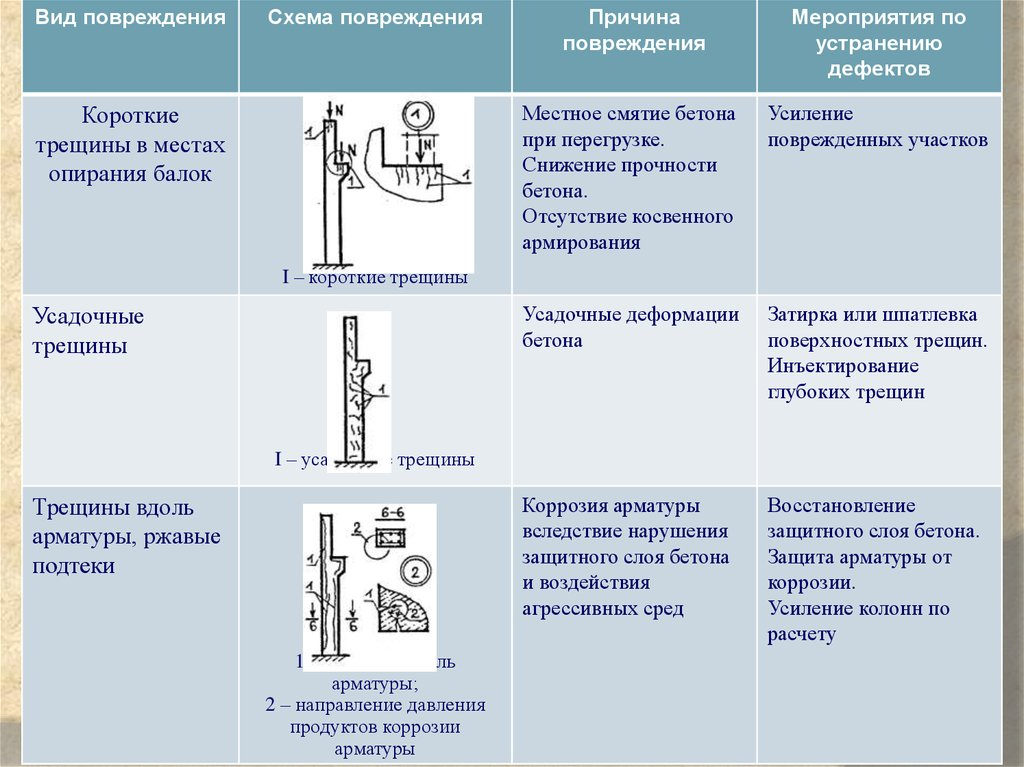 Вид повреждения
Схема повреждения
Причина
повреждения
Мероприятия по
устранению
дефектов
Короткие
трещины в местах
опирания балок
N
1
1
N
N
1
1
I – короткие трещины
Местное смятие бетона
при перегрузке.
Снижение прочности
бетона.
Отсутствие косвенного
армирования
Усиление
поврежденных участков
Усадочные
трещины
1
I – трещины
Усадочные деформации
бетона
Затирка или шпатлевка
поверхностных трещин.
Инъектирование
глубоких трещин
Трещины вдоль
арматуры, ржавые
подтеки
6-6
2
1
2
1
1
2
6
6
1
арматуры;
2 – направление давления
продуктов коррозии
арматуры
Коррозия арматуры
вследствие нарушения
защитного слоя бетона
и воздействия
агрессивных сред
Восстановление
защитного слоя бетона.
Защита арматуры от
коррозии.
Усиление колонн по
расчету